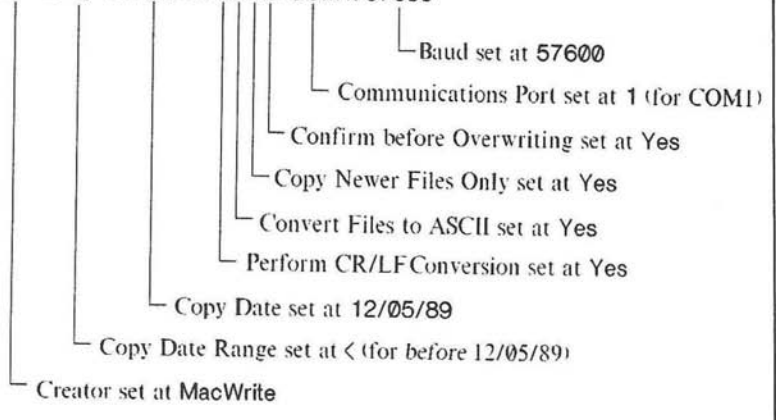 Baud set at 57600
Communications Port set at 1 (for COM1)
Confirm before Overwriting set at Yes
Copy Newer Files Only set at Yes
Convert Files to ASCII set at Yes
Perform CR/LF Conversion set at Yes
Copy Date set at 12/05/89
Copy Date Range set at < (for before 12/05/89)
Creator set at MacWrite